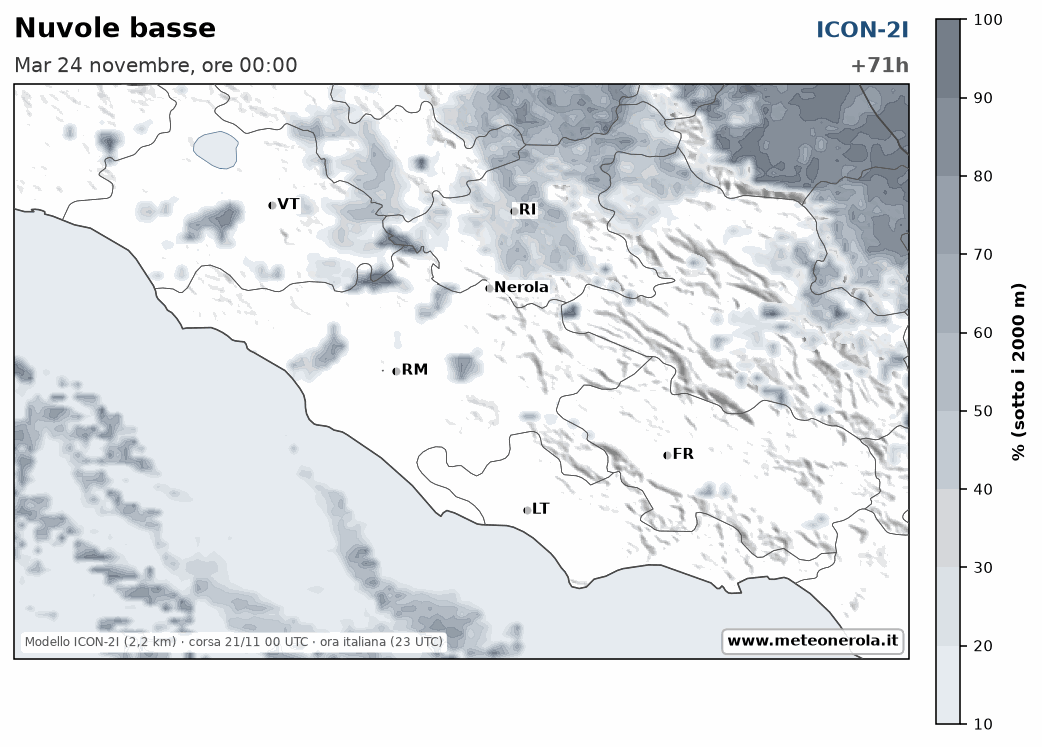 Nuvole basse
ICON-2I
Mar 24 novembre, ore 00:00
+71h
VT
RI
Nerola
RM
FR
LT
Modello ICON-2I (2,2 km) · corsa 21/11 00 UTC · ora italiana (23 UTC)
www.meteonerola.it
100
90
80
70
60
50
40
30
20
10
% (sotto i 2000 m)